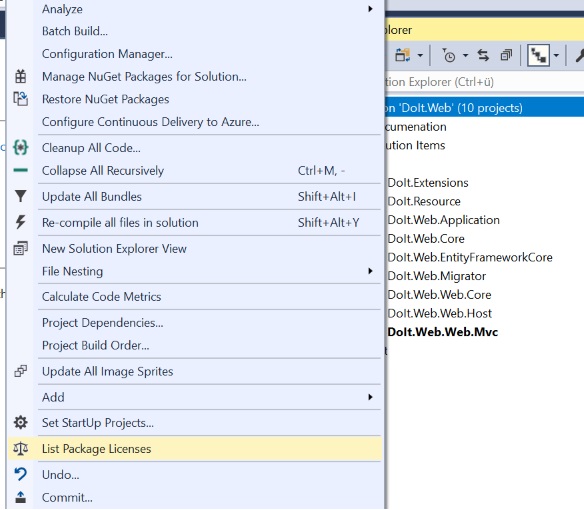 Analyze
Batch Build...
Configuration Manager...
Manage NuGet Packages for Solution...
Restore NuGet Packages
Configure Continuous Delivery to Azure...
Cleanup All Code...
Collapse All Recursively Ctrl+M, -
Update All Bundles Shift+Alt+I
Re-compile all files in solution Shift+Alt+Y
New Solution Explorer View
File Nesting
Calculate Code Metrics
Project Dependencies...
Project Build Order...
Update All Image Sprites
Add
Set StartUp Projects...
List Package Licenses
Undo...
Commit...
plorer
tion Explorer (Ctrl+ü)
on 'DoIt.Web' (10 projects)
cumenation
ution Items
DoIt.Extensions
DoIt.Resource
DoIt.Web.Application
DoIt.Web.Core
DoIt.Web.EntityFrameworkCore
DoIt.Web.Migrator
DoIt.Web.Web.Core
DoIt.Web.Web.Host
DoIt.Web.Web.Mvc